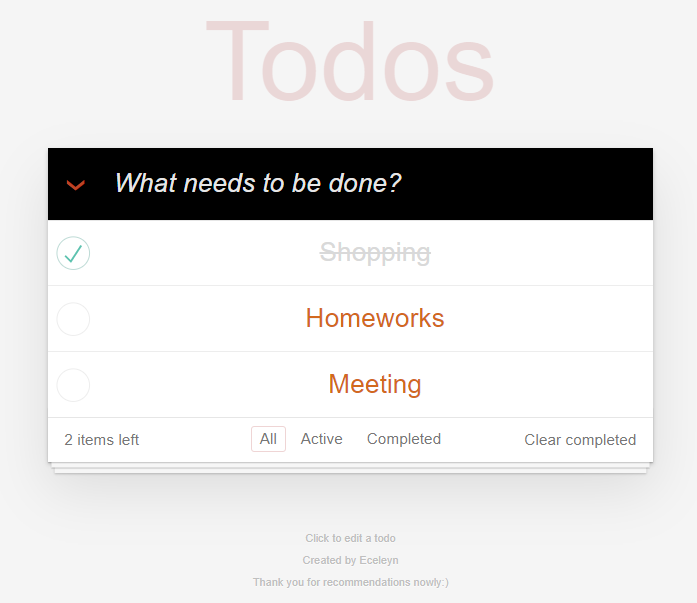 Todos
What needs to be done?
Shopping
Homeworks
Meeting
2 items left All Active Completed Clear completed
Click to edit a todo
Created by Eceleyn
Thank you for recommendations nowly:)